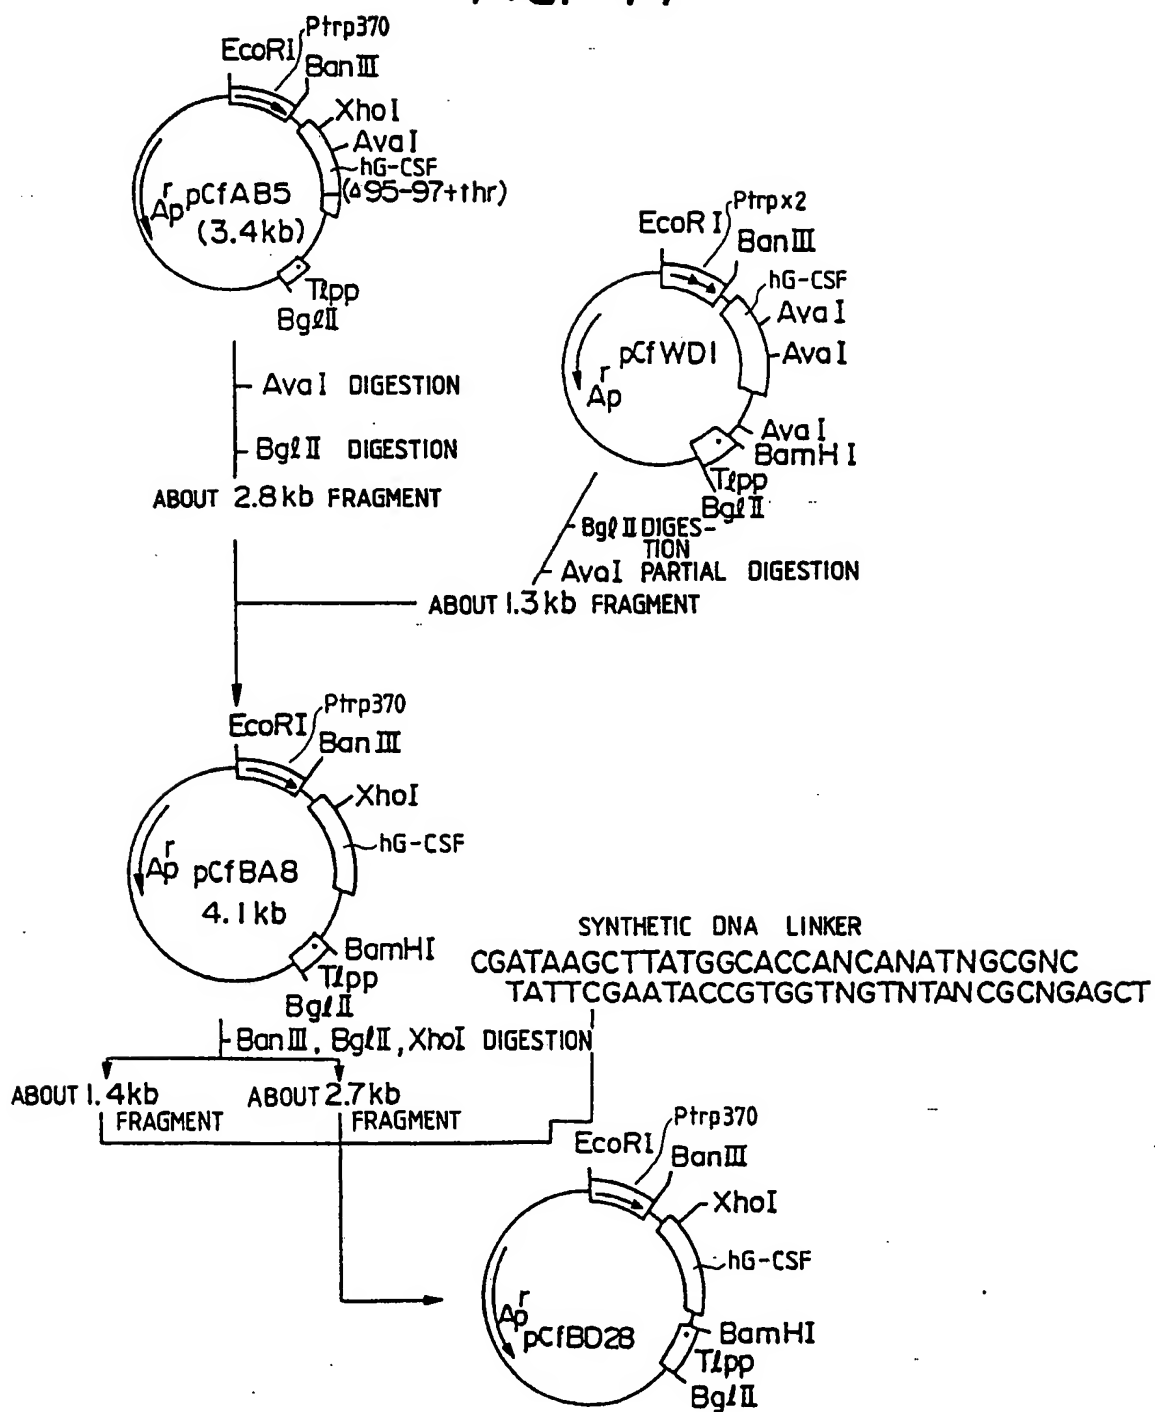 Ptrp370
EcoRI
BanIII
XhoI
AvaI
hG-CSF
(Δ95-97+thr)
Apr
pCfAB5
(3.4kb)
Tlpp
BglII
Ptrpx2
EcoRI
BanIII
hG-CSF
AvaI
AvaI
pCfWD1
Apr
AvaI
BamHI
Tlpp
BglII
AvaI DIGESTION
BglII DIGESTION
ABOUT 2.8kb FRAGMENT
BglII DIGES-
TION
AvaI PARTIAL DIGESTION
ABOUT 1.3kb FRAGMENT
Ptrp370
EcoRI
BanIII
XhoI
hG-CSF
Apr
pCfBA8
4.1kb
BamHI
Tlpp
BglII
SYNTHETIC DNA LINKER
CGATAAGCTTATGGCACCANCANATNGCGNC
TATTCGAATACCGTGGTNGTNTANCGCNGAGCT
BanIII, BglII, XhoI DIGESTION
ABOUT 1.4kb
FRAGMENT
ABOUT 2.7kb
FRAGMENT
Ptrp370
EcoRI
BanIII
XhoI
hG-CSF
Apr
pCfBD28
BamHI
Tlpp
BglII